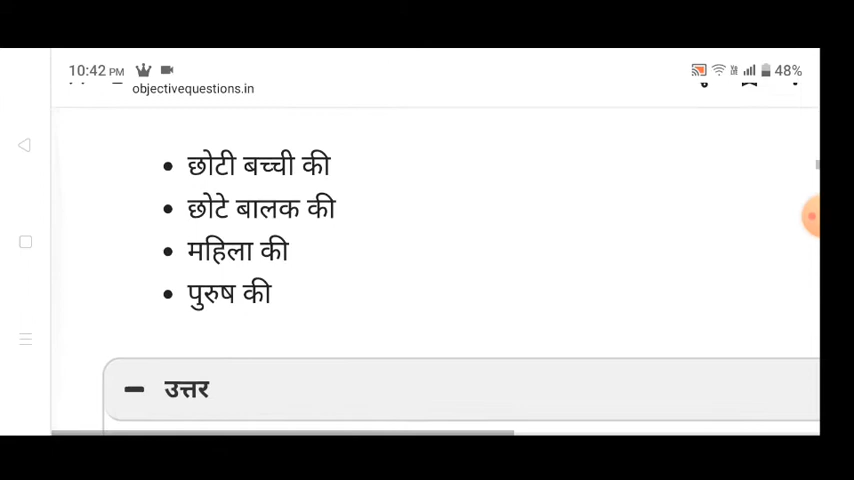 10:42 PM 48%
objectivequestions.in
• छोटी बच्ची की
• छोटे बालक की
• महिला की
• पुरुष की
उत्तर